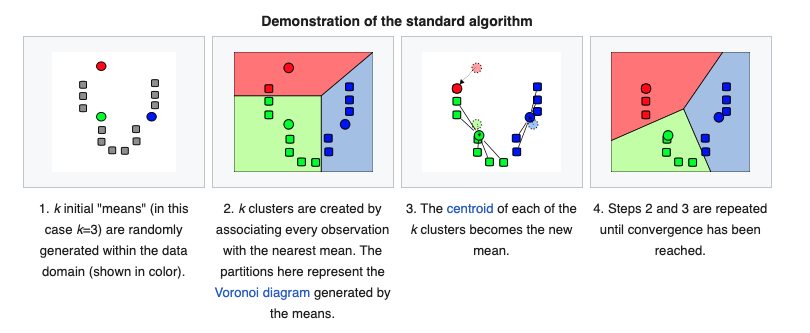 Demonstration of the standard algorithm
1. k initial "means" (in this
case k=3) are randomly
generated within the data
domain (shown in color).
2. k clusters are created by
associating every observation
with the nearest mean. The
partitions here represent the
Voronoi diagram generated by
the means.
3. The centroid of each of the
k clusters becomes the new
mean.
4. Steps 2 and 3 are repeated
until convergence has been
reached.